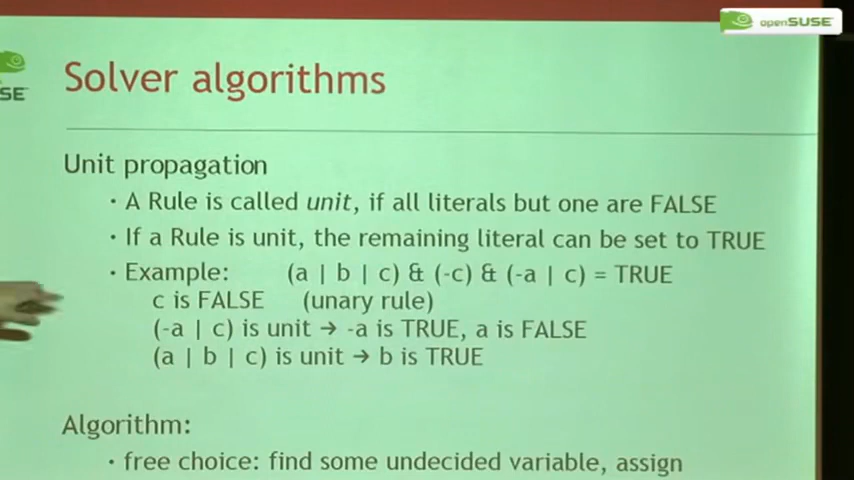 openSUSE
SE
Solver algorithms
Unit propagation
• A Rule is called unit, if all literals but one are FALSE
• If a Rule is unit, the remaining literal can be set to TRUE
• Example: (a | b | c) & (-c) & (-a | c) = TRUE
c is FALSE (unary rule)
(-a | c) is unit → -a is TRUE, a is FALSE
(a | b | c) is unit → b is TRUE
Algorithm:
• free choice: find some undecided variable, assign